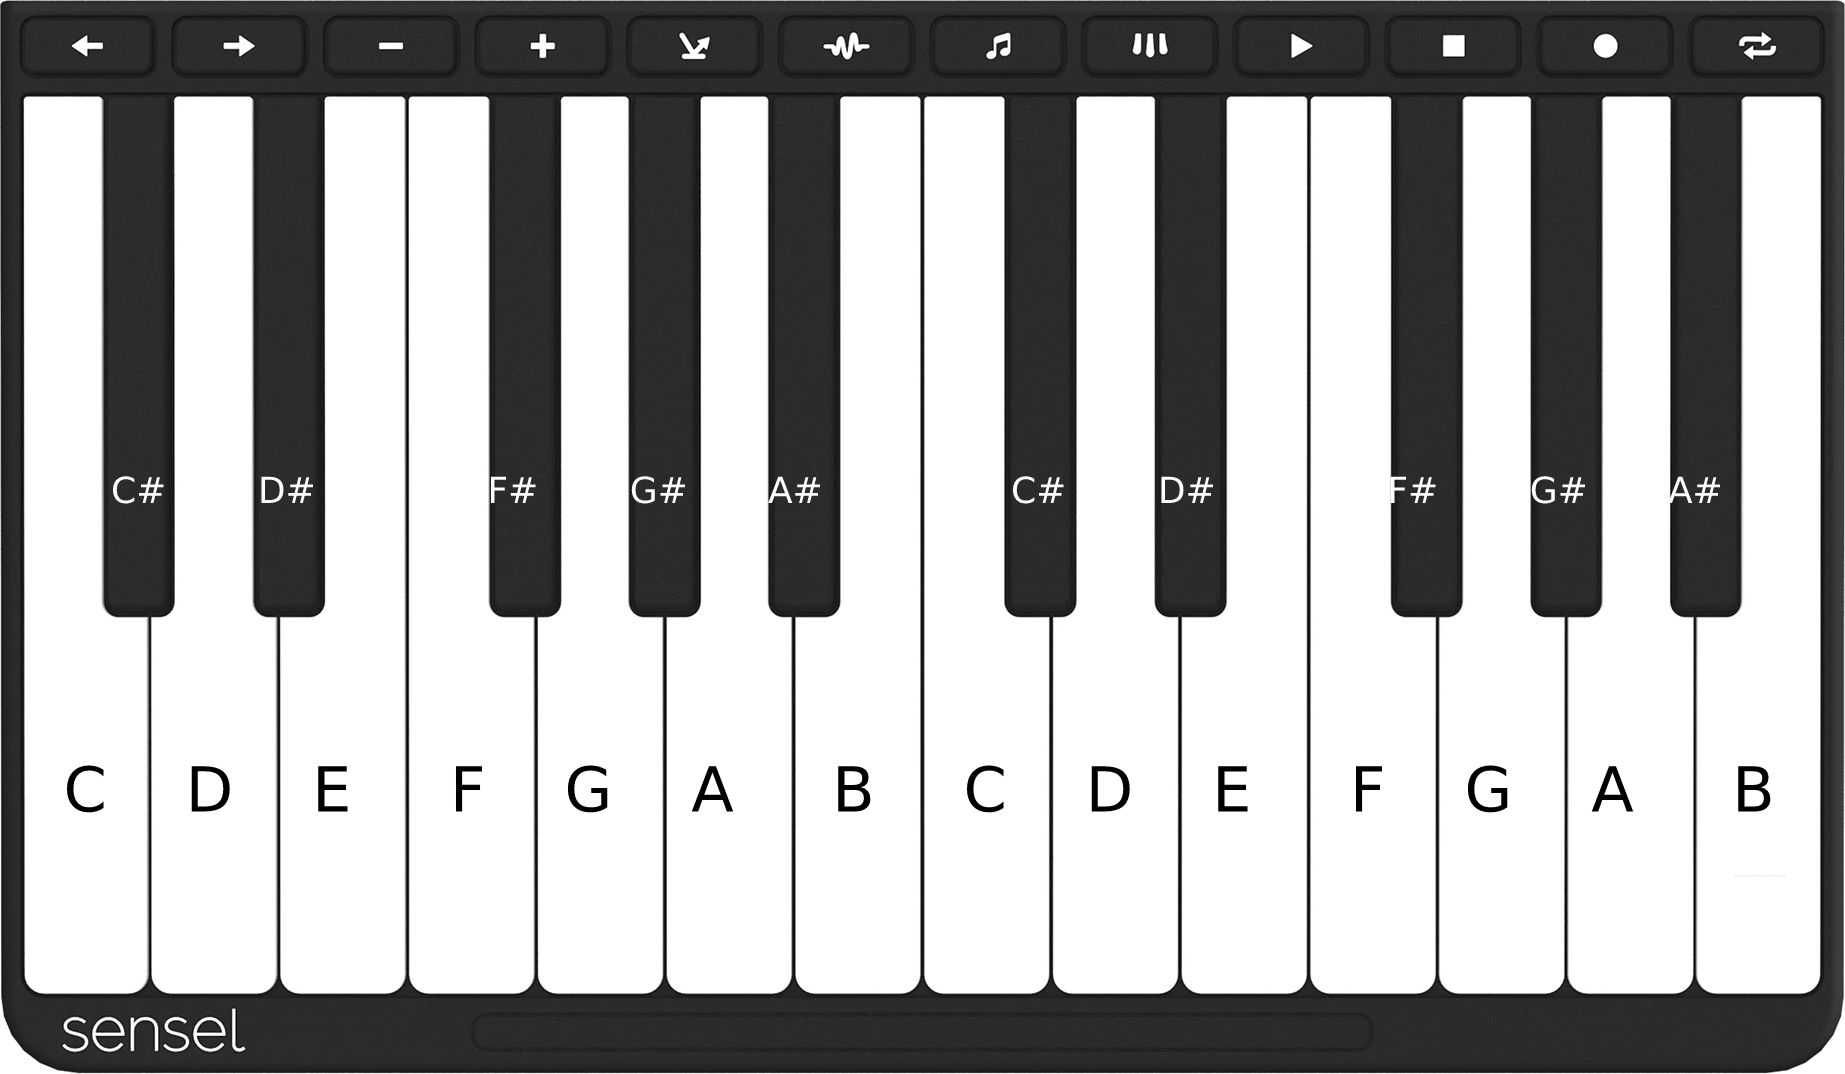 C# D# F# G# A# C# D# F# G# A#
C D E F G A B C D E F G A B
sensel